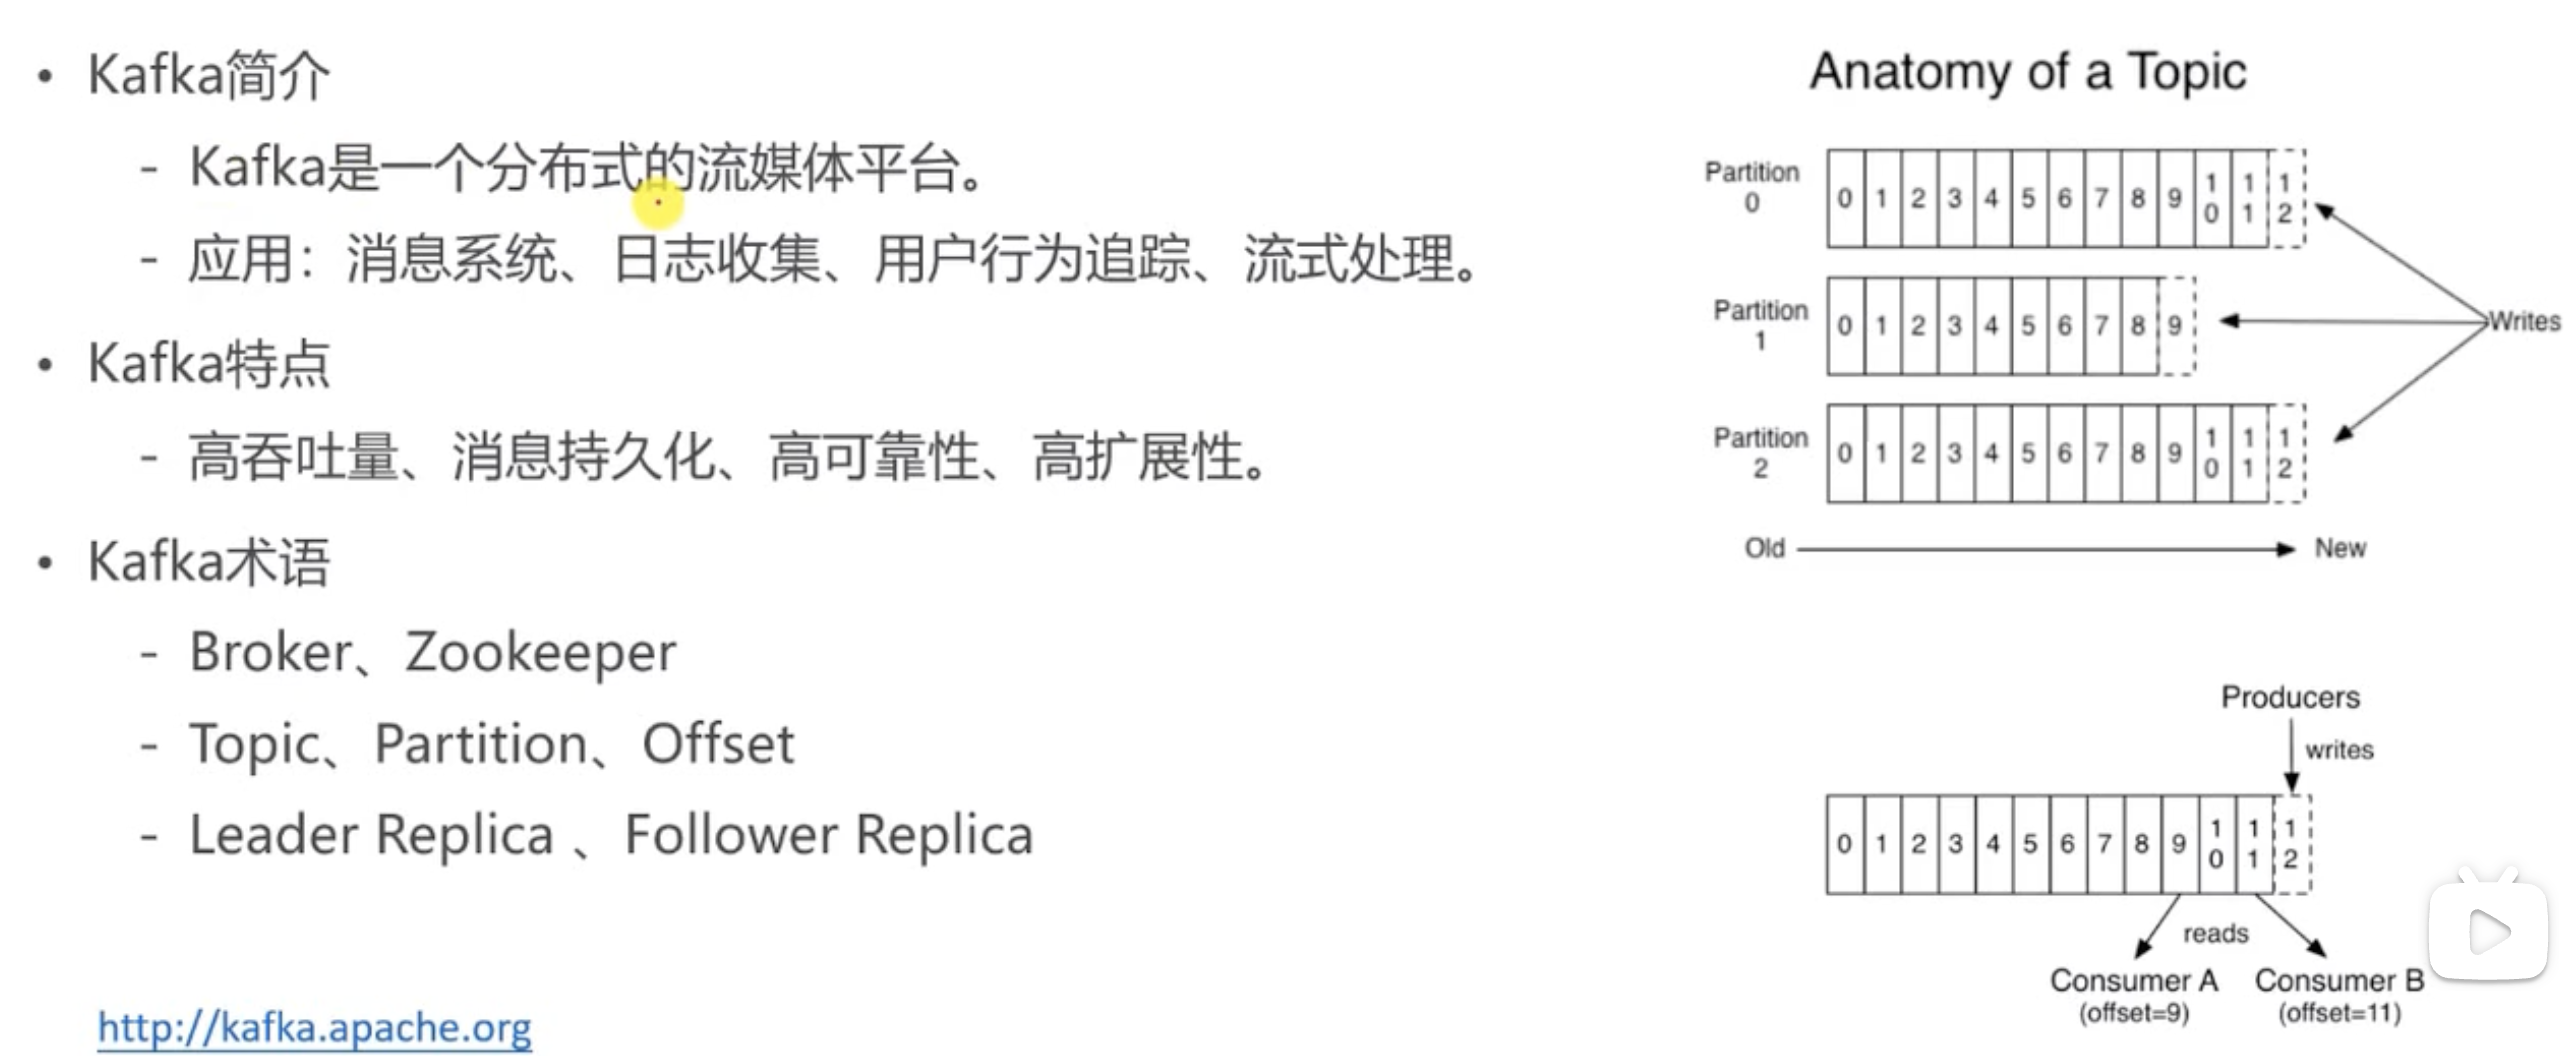 • Kafka简介
- Kafka是一个分布式的流媒体平台。
- 应用：消息系统、日志收集、用户行为追踪、流式处理。
• Kafka特点
- 高吞吐量、消息持久化、高可靠性、高扩展性。
• Kafka术语
- Broker、Zookeeper
- Topic、Partition、Offset
- Leader Replica 、Follower Replica
http://kafka.apache.org
Anatomy of a Topic
Partition 0
0 1 2 3 4 5 6 7 8 9 10 11 12
Partition 1
0 1 2 3 4 5 6 7 8 9
Writes
Partition 2
0 1 2 3 4 5 6 7 8 9 10 11 12
Old New
Producers
writes
0 1 2 3 4 5 6 7 8 9 10 11 12
reads
Consumer A Consumer B
(offset=9) (offset=11)